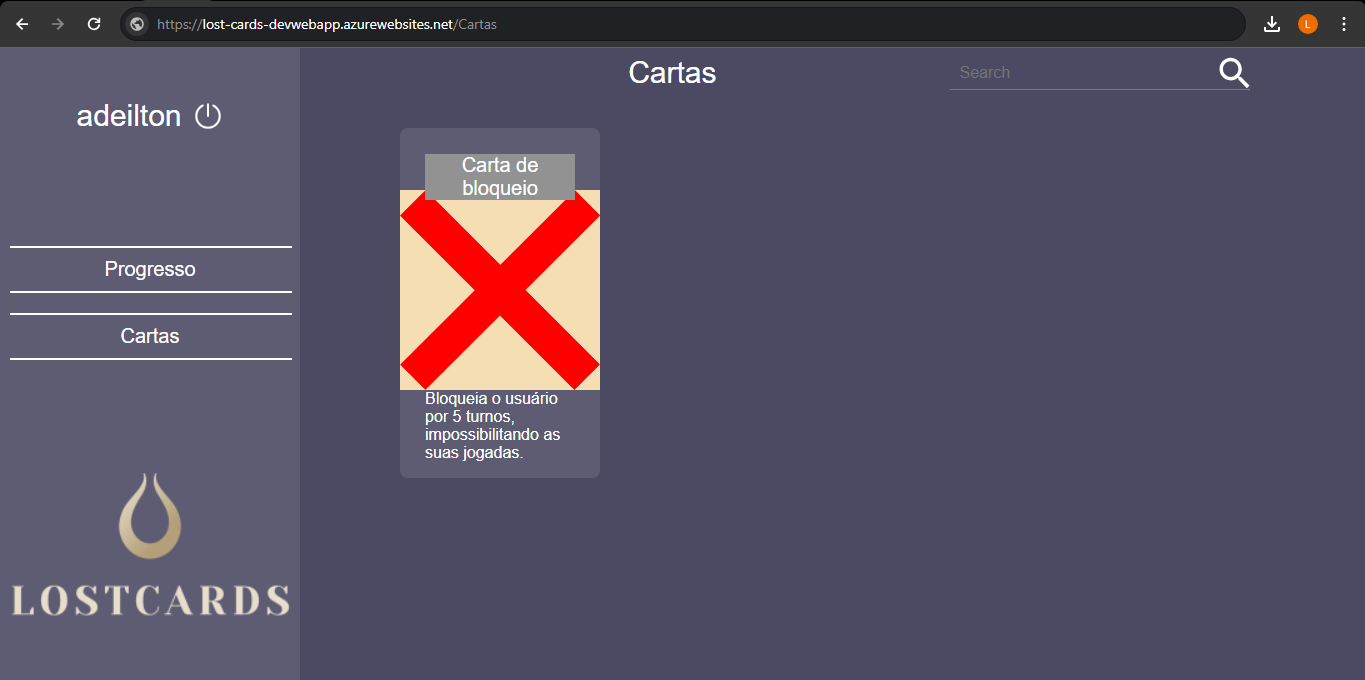 https://lost-cards-devwebapp.azurewebsites.net/Cartas
L
adeilton
Progresso
Cartas
LOSTCARDS
Cartas
Search
Carta de
bloqueio
Bloqueia o usuário
por 5 turnos,
impossibilitando as
suas jogadas.